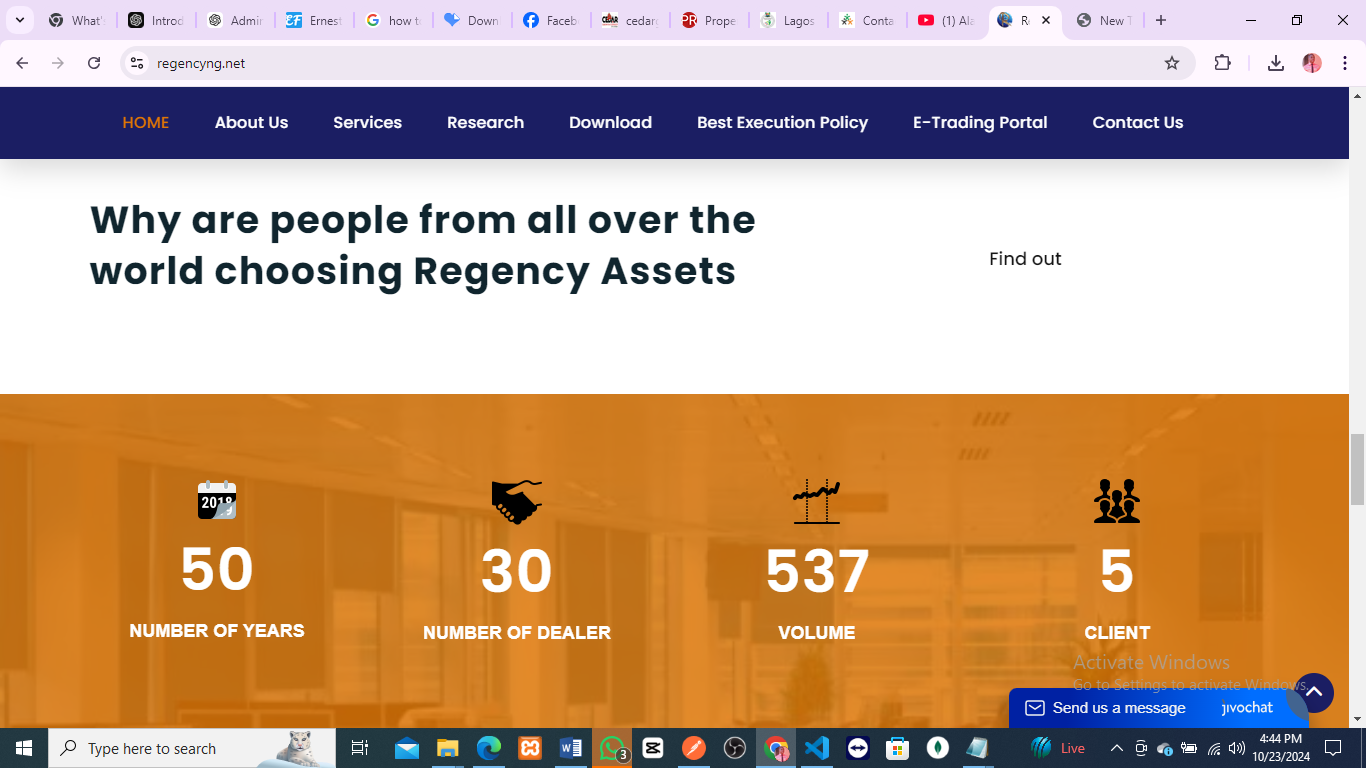 What's
Introd
Admin
Ernest
how to
Down
Faceb
cedar
Prope
Lagos
Conta
(1) Ala
New T
regencyng.net
HOME About Us Services Research Download Best Execution Policy E-Trading Portal Contact Us
Why are people from all over the
world choosing Regency Assets
Find out
2018
50
NUMBER OF YEARS
30
NUMBER OF DEALER
537
VOLUME
5
CLIENT
Activate Windows
Go to Settings to activate Windows.
Send us a message jivochat
Type here to search
3
Live
4:44 PM
10/23/2024